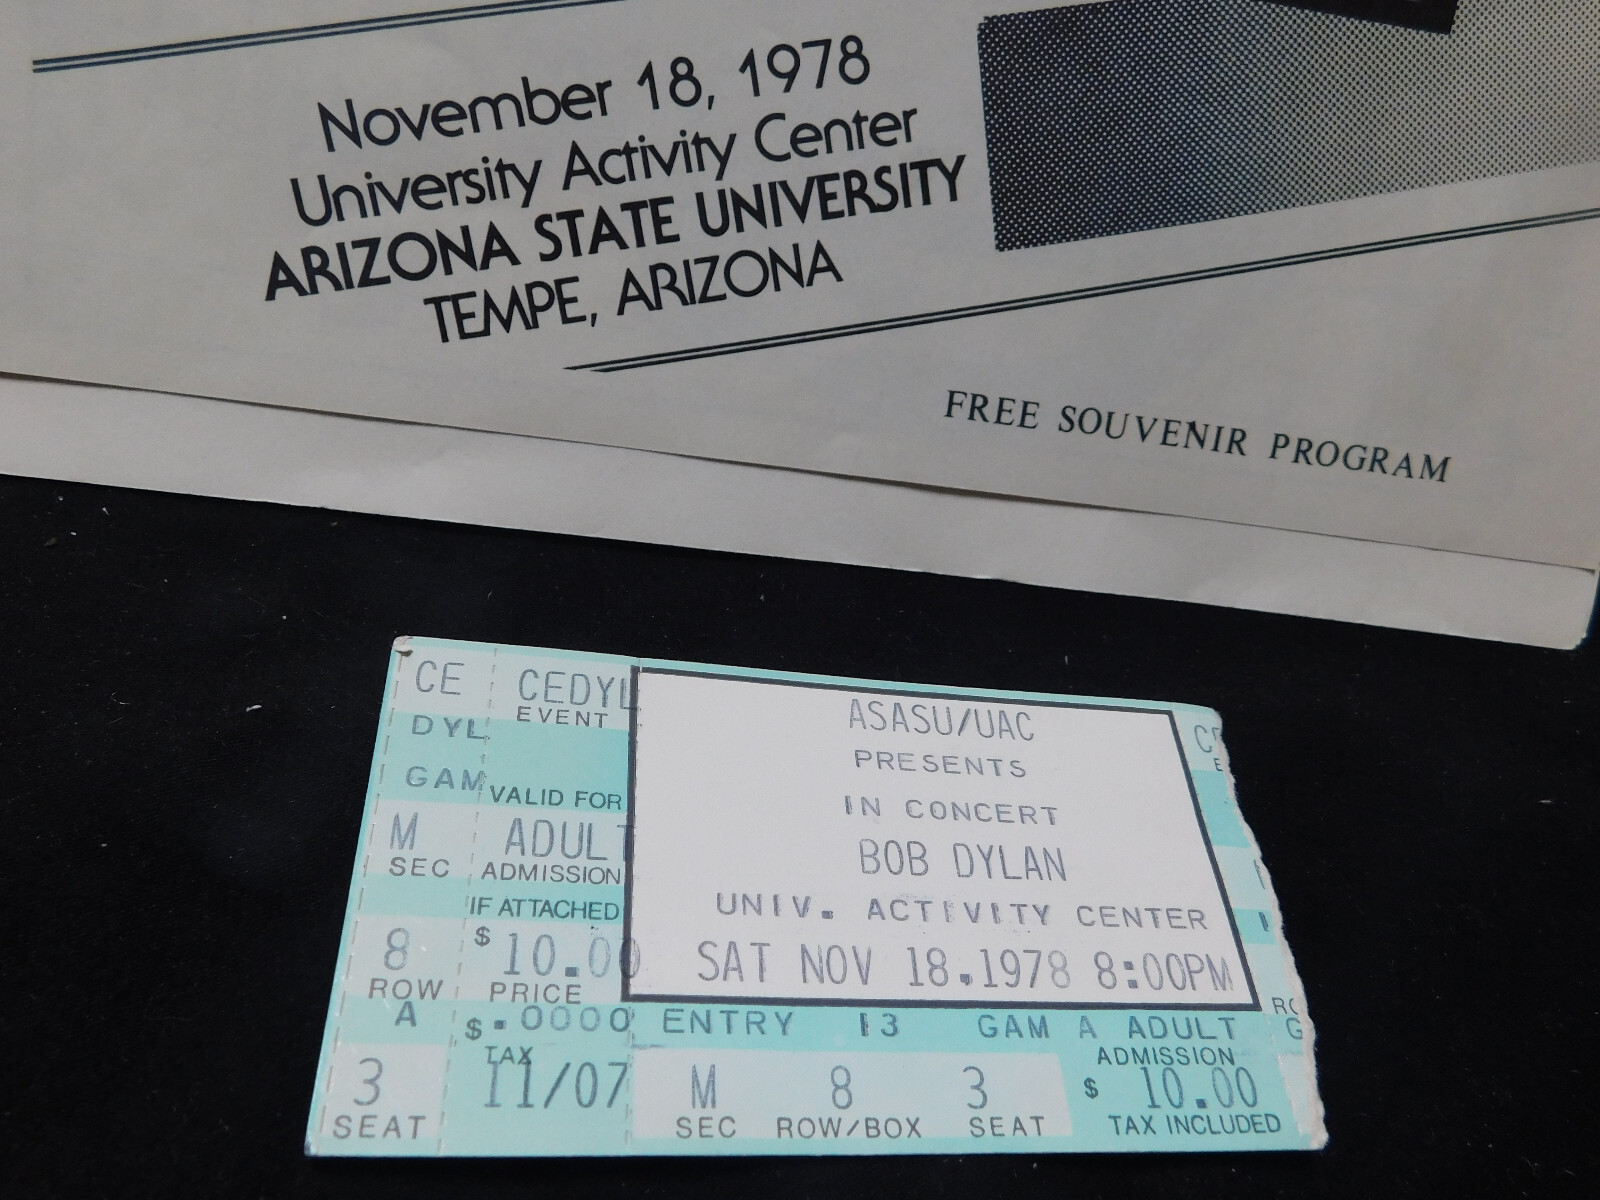 November 18, 1978
University Activity Center
ARIZONA STATE UNIVERSITY
TEMPE, ARIZONA
FREE SOUVENIR PROGRAM
CE
DYL
GAM
M
SEC
8
ROW
A
3
SEAT
CEDYL
EVENT
VALID FOR
ADULT
ADMISSION
IF ATTACHED
$ 10.00
PRICE
$ .0000
TAX
11/07
ASASU/UAC
PRESENTS
IN CONCERT
BOB DYLAN
UNIV. ACTIVITY CENTER
SAT NOV 18.1978 8:00PM
ENTRY 13 GAM A ADULT
ADMISSION
M 8 3 $ 10.00
SEC ROW/BOX SEAT TAX INCLUDED